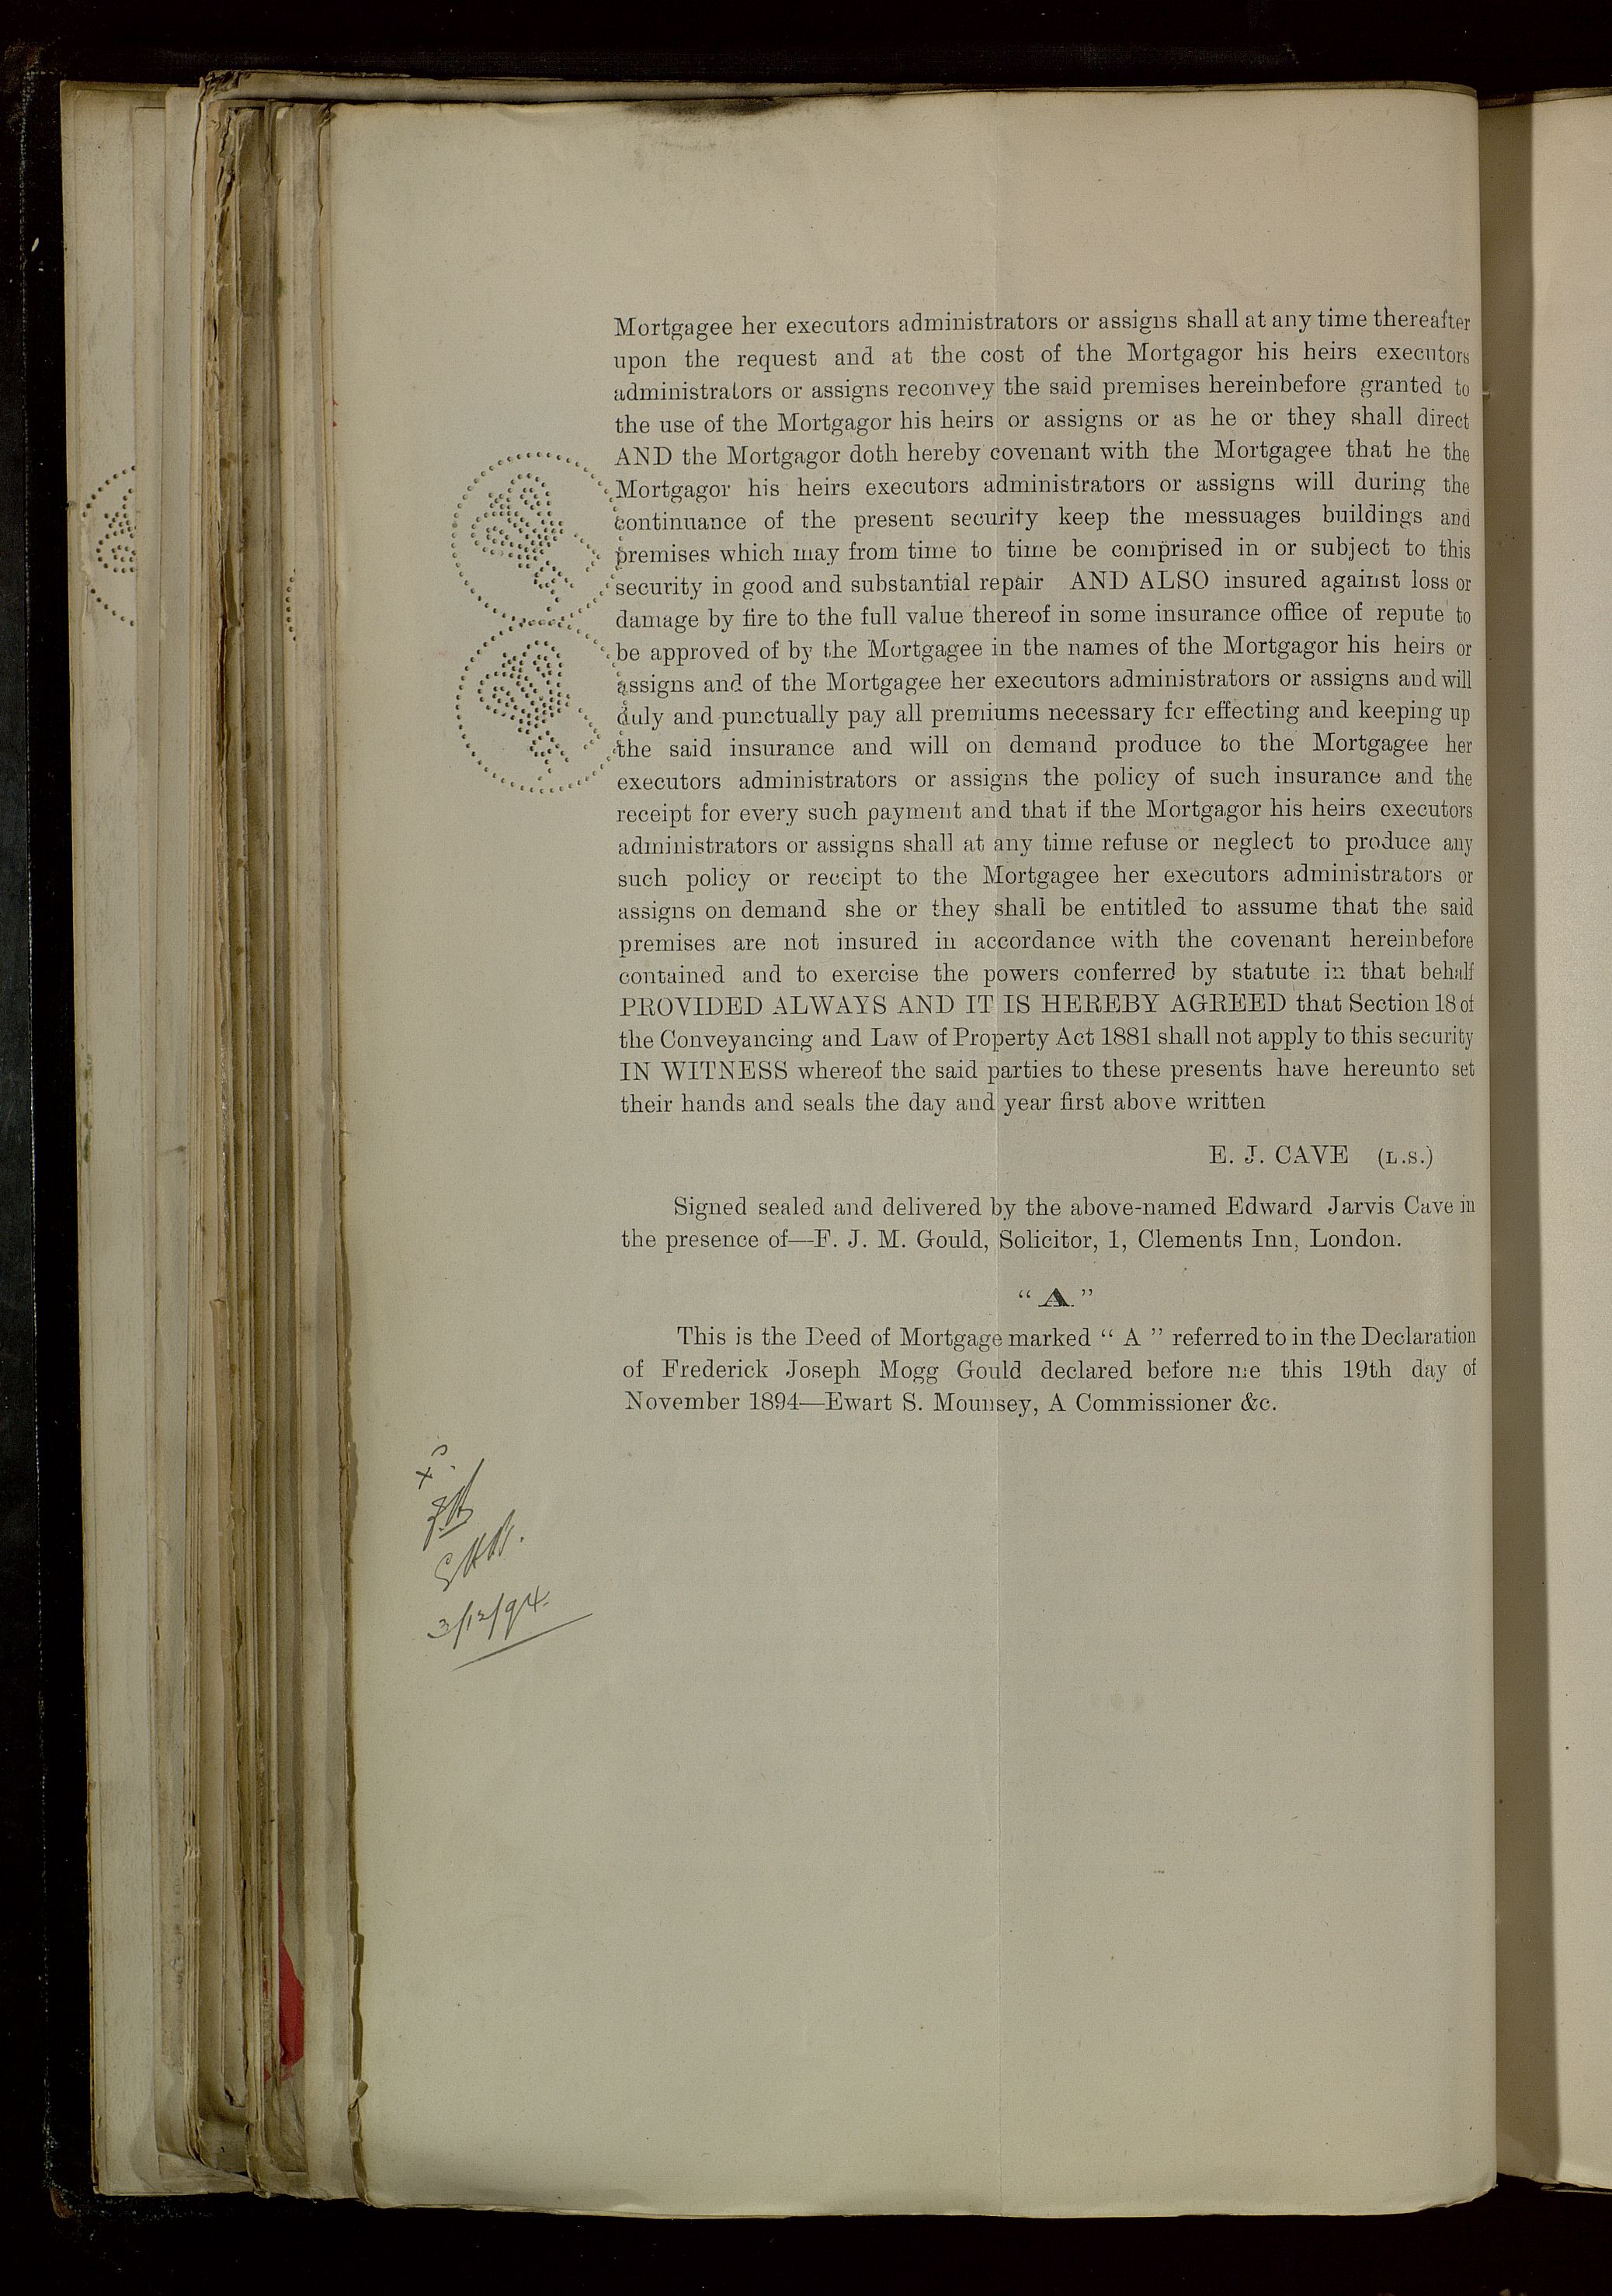 Mortgagee her executors administrators or assigns shall at any time thereafter
upon the request and at the cost of the Mortgagor his heirs executors
administrators or assigns reconvey the said premises hereinbefore granted to
the use of the Mortgagor his heirs or assigns or as he or they shall direct
AND the Mortgagor doth hereby covenant with the Mortgagee that he the
Mortgagor his heirs executors administrators or assigns will during the
continuance of the present security keep the messuages buildings and
premises which may from time to time be comprised in or subject to this
security in good and substantial repair AND ALSO insured against loss or
damage by fire to the full value thereof in some insurance office of repute to
be approved of by the Mortgagee in the names of the Mortgagor his heirs or
assigns and of the Mortgagee her executors administrators or assigns and will
duly and punctually pay all premiums necessary for effecting and keeping up
the said insurance and will on demand produce to the Mortgagee her
executors administrators or assigns the policy of such insurance and the
receipt for every such payment and that if the Mortgagor his heirs executors
administrators or assigns shall at any time refuse or neglect to produce any
such policy or receipt to the Mortgagee her executors administrators or
assigns on demand she or they shall be entitled to assume that the said
premises are not insured in accordance with the covenant hereinbefore
contained and to exercise the powers conferred by statute in that behalf
PROVIDED ALWAYS AND IT IS HEREBY AGREED that Section 18 of
the Conveyancing and Law of Property Act 1881 shall not apply to this security
IN WITNESS whereof the said parties to these presents have hereunto set
their hands and seals the day and year first above written
E. J. CAVE (L.S.)
Signed sealed and delivered by the above-named Edward Jarvis Cave in
the presence of—F. J. M. Gould, Solicitor, 1, Clements Inn, London.
“ A ”
This is the Deed of Mortgage marked “ A ” referred to in the Declaration
of Frederick Joseph Mogg Gould declared before me this 19th day of
November 1894—Ewart S. Mounsey, A Commissioner &c.
3/12/94.